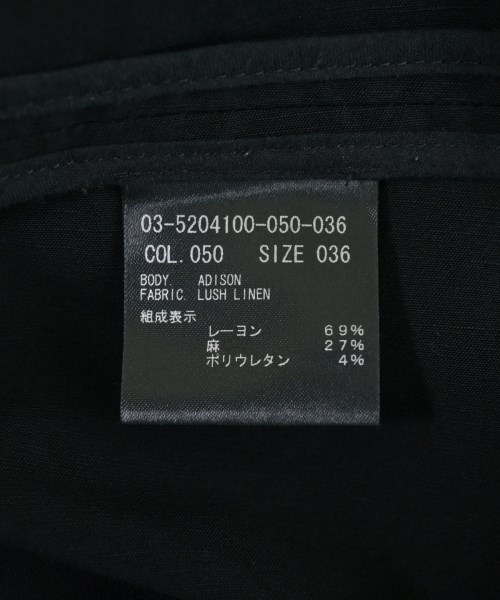 03-5204100-050-036
COL.050 SIZE 036
BODY. ADISON
FABRIC. LUSH LINEN
組成表示
レーヨン 69%
麻 27%
ポリウレタン 4%